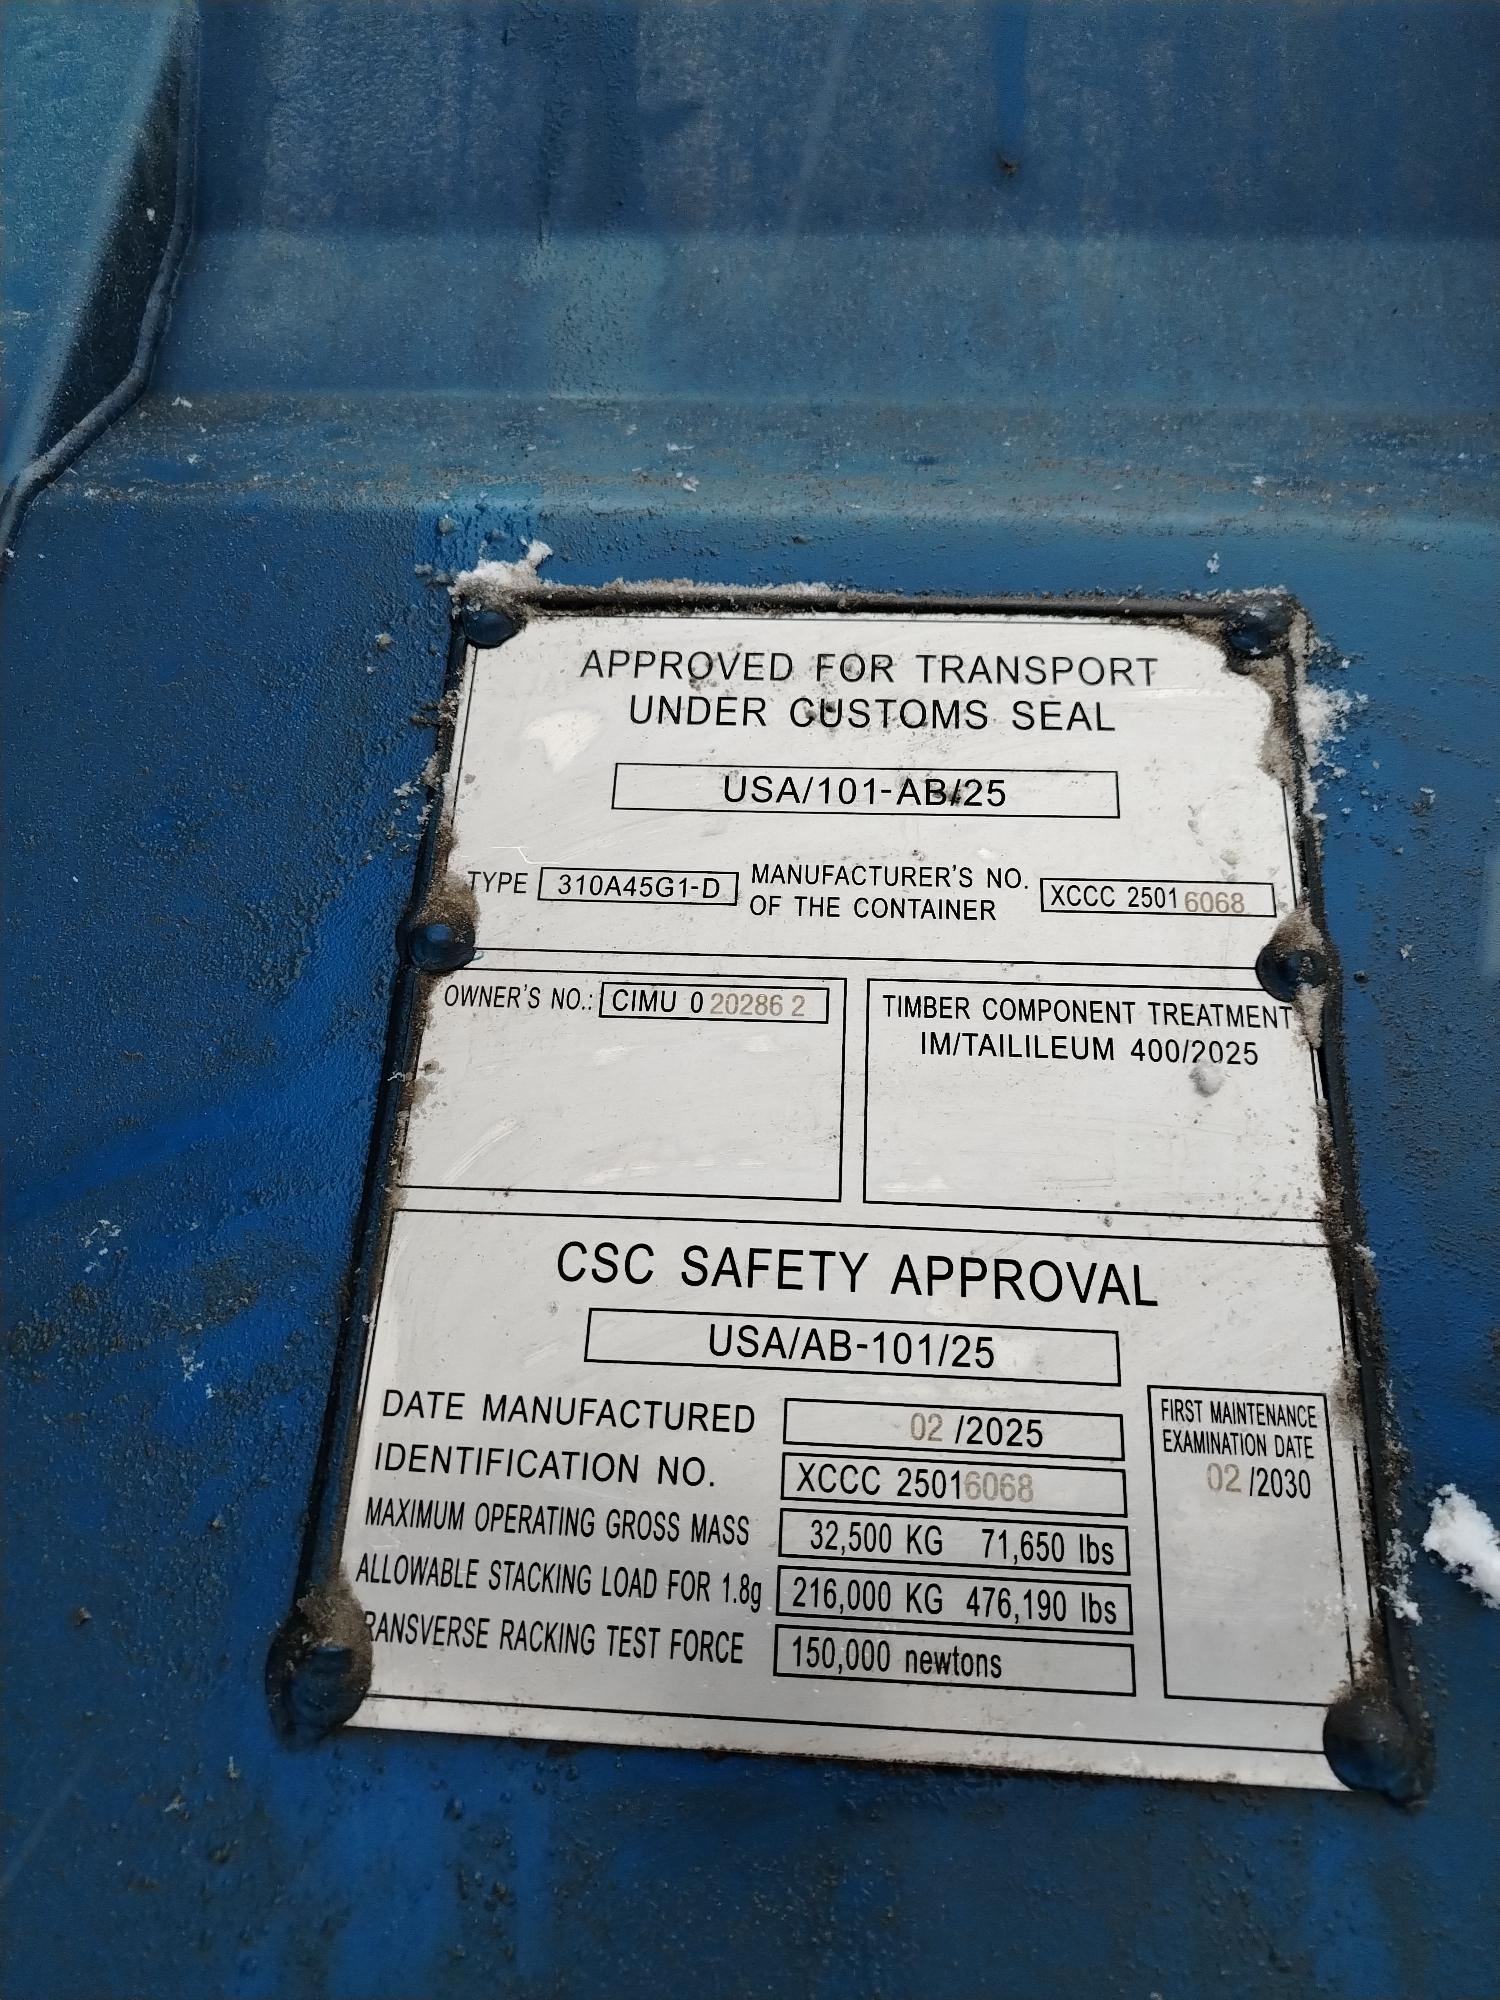 APPROVED FOR TRANSPORT
UNDER CUSTOMS SEAL
USA/101-AB/25
TYPE 310A45G1-D MANUFACTURER'S NO. OF THE CONTAINER XCCC 25016068
OWNER'S NO.: CIMU 020286 2
TIMBER COMPONENT TREATMENT
IM/TAILILEUM 400/2025
CSC SAFETY APPROVAL
USA/AB-101/25
DATE MANUFACTURED 02 /2025
IDENTIFICATION NO. XCCC 25016068
MAXIMUM OPERATING GROSS MASS 32,500 KG 71,650 lbs
ALLOWABLE STACKING LOAD FOR 1.8g 216,000 KG 476,190 lbs
TRANSVERSE RACKING TEST FORCE 150,000 newtons
FIRST MAINTENANCE
EXAMINATION DATE
02 /2030